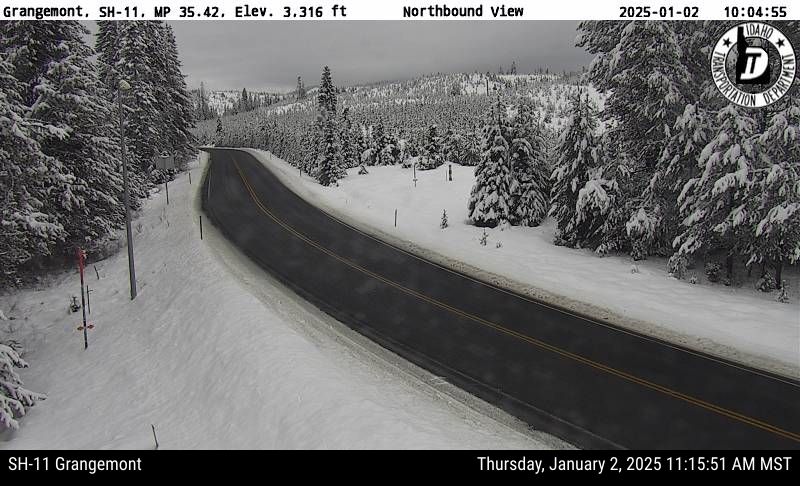 Grangemont, SH-11, MP 35.42, Elev. 3,316 ft Northbound View 2025-01-02 10:04:55
IDAHO
TRANSPORTATION DEPARTMENT
SH-11 Grangemont Thursday, January 2, 2025 11:15:51 AM MST